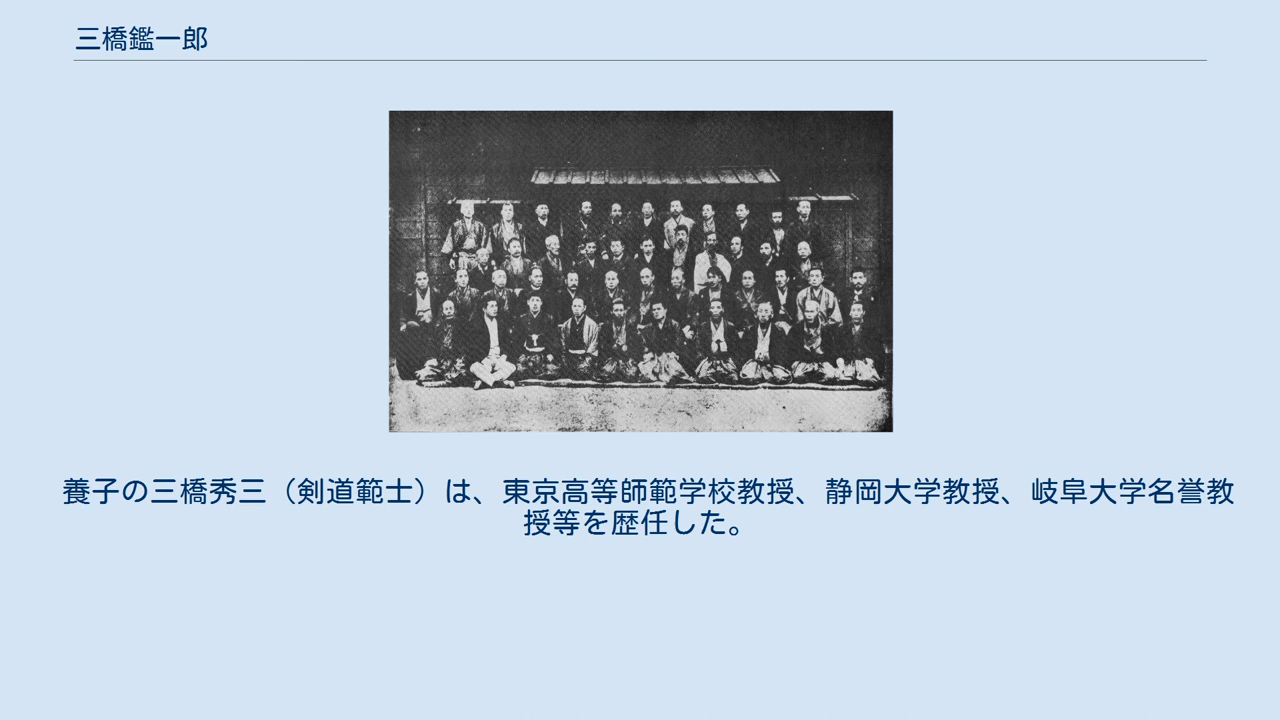 三橋鑑一郎
養子の三橋秀三（剣道範士）は、東京高等師範学校教授、静岡大学教授、岐阜大学名誉教
授等を歴任した。